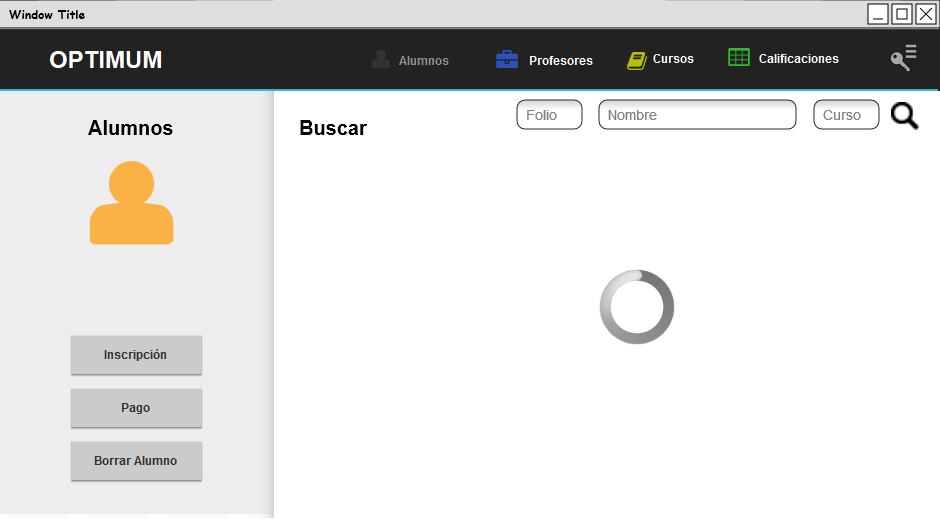 Window Title
OPTIMUM
Alumnos
Profesores
Cursos
Calificaciones
Alumnos
Inscripción
Pago
Borrar Alumno
Buscar
Folio
Nombre
Curso